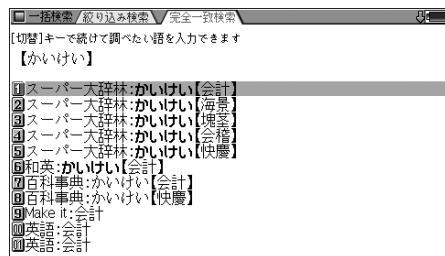 一括検索 絞り込み検索 完全一致検索
[切替]キーで続けて調べたい語を入力できます
【かいけい】
1 スーパー大辞林:かいけい【会計】
2 スーパー大辞林:かいけい【海景】
3 スーパー大辞林:かいけい【塊茎】
4 スーパー大辞林:かいけい【会稽】
5 スーパー大辞林:かいけい【快慶】
6 和英:かいけい【会計】
7 百科事典:かいけい【会計】
8 百科事典:かいけい【快慶】
9 Make it:会計
10 英語:会計
11 英語:会計